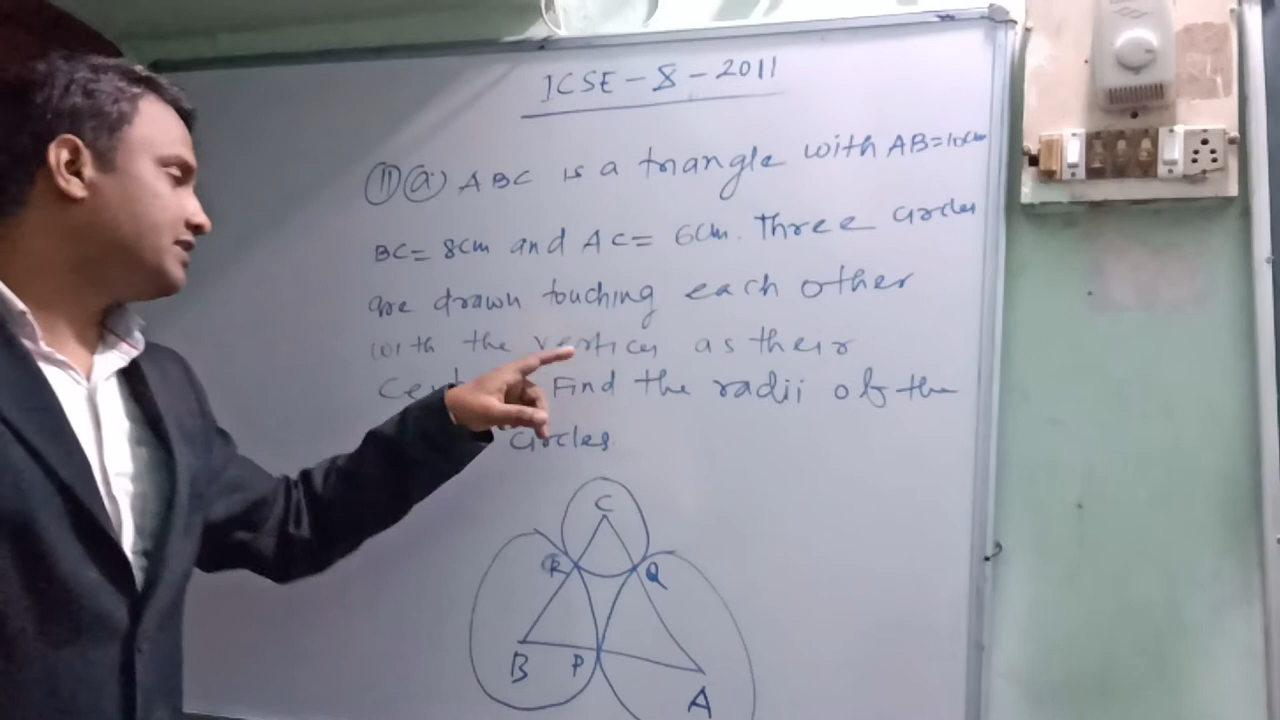 ICSE - 8 - 2011
11 a. ABC is a triangle with AB=10cm
BC= 8cm and AC= 6cm. Three circles
are drawn touching each other
with the vertices as their
Find the radii of the
circles.
C
R Q
B P A